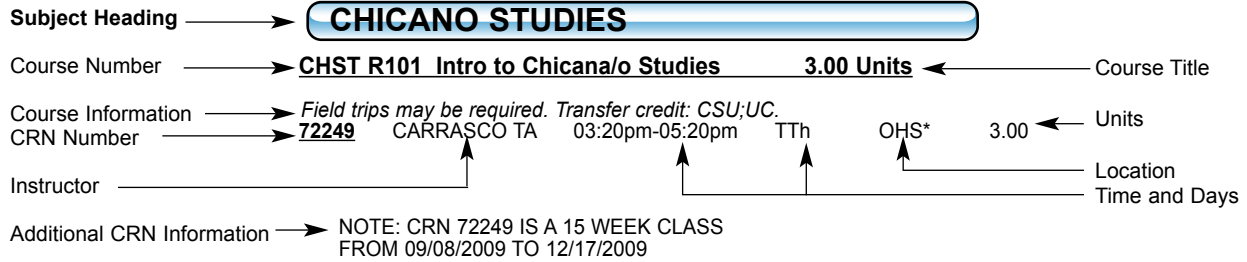 Subject Heading CHICANO STUDIES
Course Number CHST R101 Intro to Chicana/o Studies 3.00 Units Course Title
Course Information Field trips may be required. Transfer credit: CSU;UC.
Units
CRN Number 72249 CARRASCO TA 03:20pm-05:20pm TTh OHS* 3.00
Location
Instructor
Time and Days
Additional CRN Information NOTE: CRN 72249 IS A 15 WEEK CLASS
FROM 09/08/2009 TO 12/17/2009